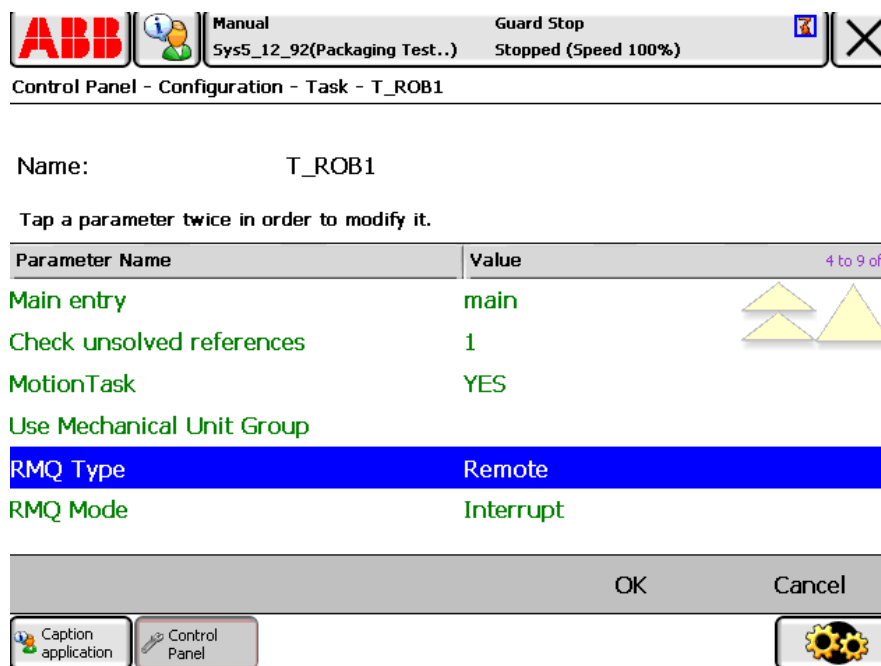 ABB
Manual Guard Stop
Sys5_12_92(Packaging Test..) Stopped (Speed 100%)
Control Panel - Configuration - Task - T_ROB1
Name: T_ROB1
Tap a parameter twice in order to modify it.
Parameter Name Value 4 to 9 of
Main entry main
Check unsolved references 1
MotionTask YES
Use Mechanical Unit Group
RMQ Type Remote
RMQ Mode Interrupt
OK Cancel
Caption application
Control Panel